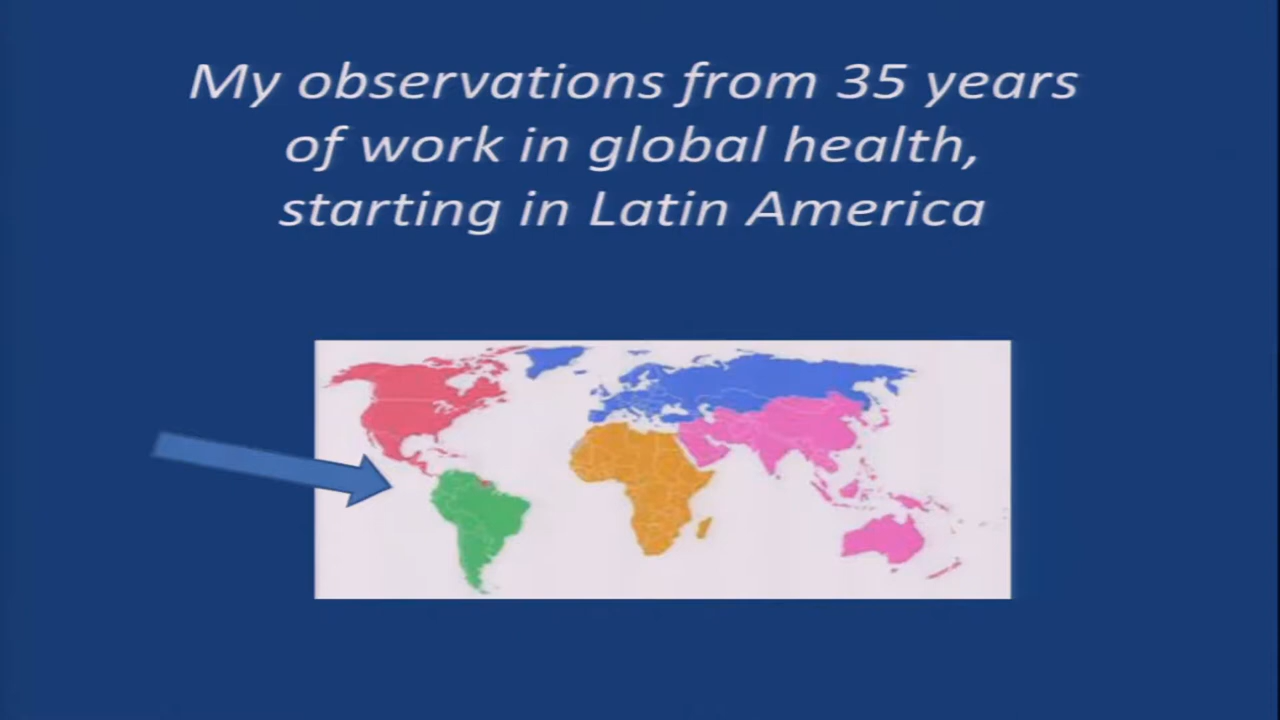 My observations from 35 years
of work in global health,
starting in Latin America